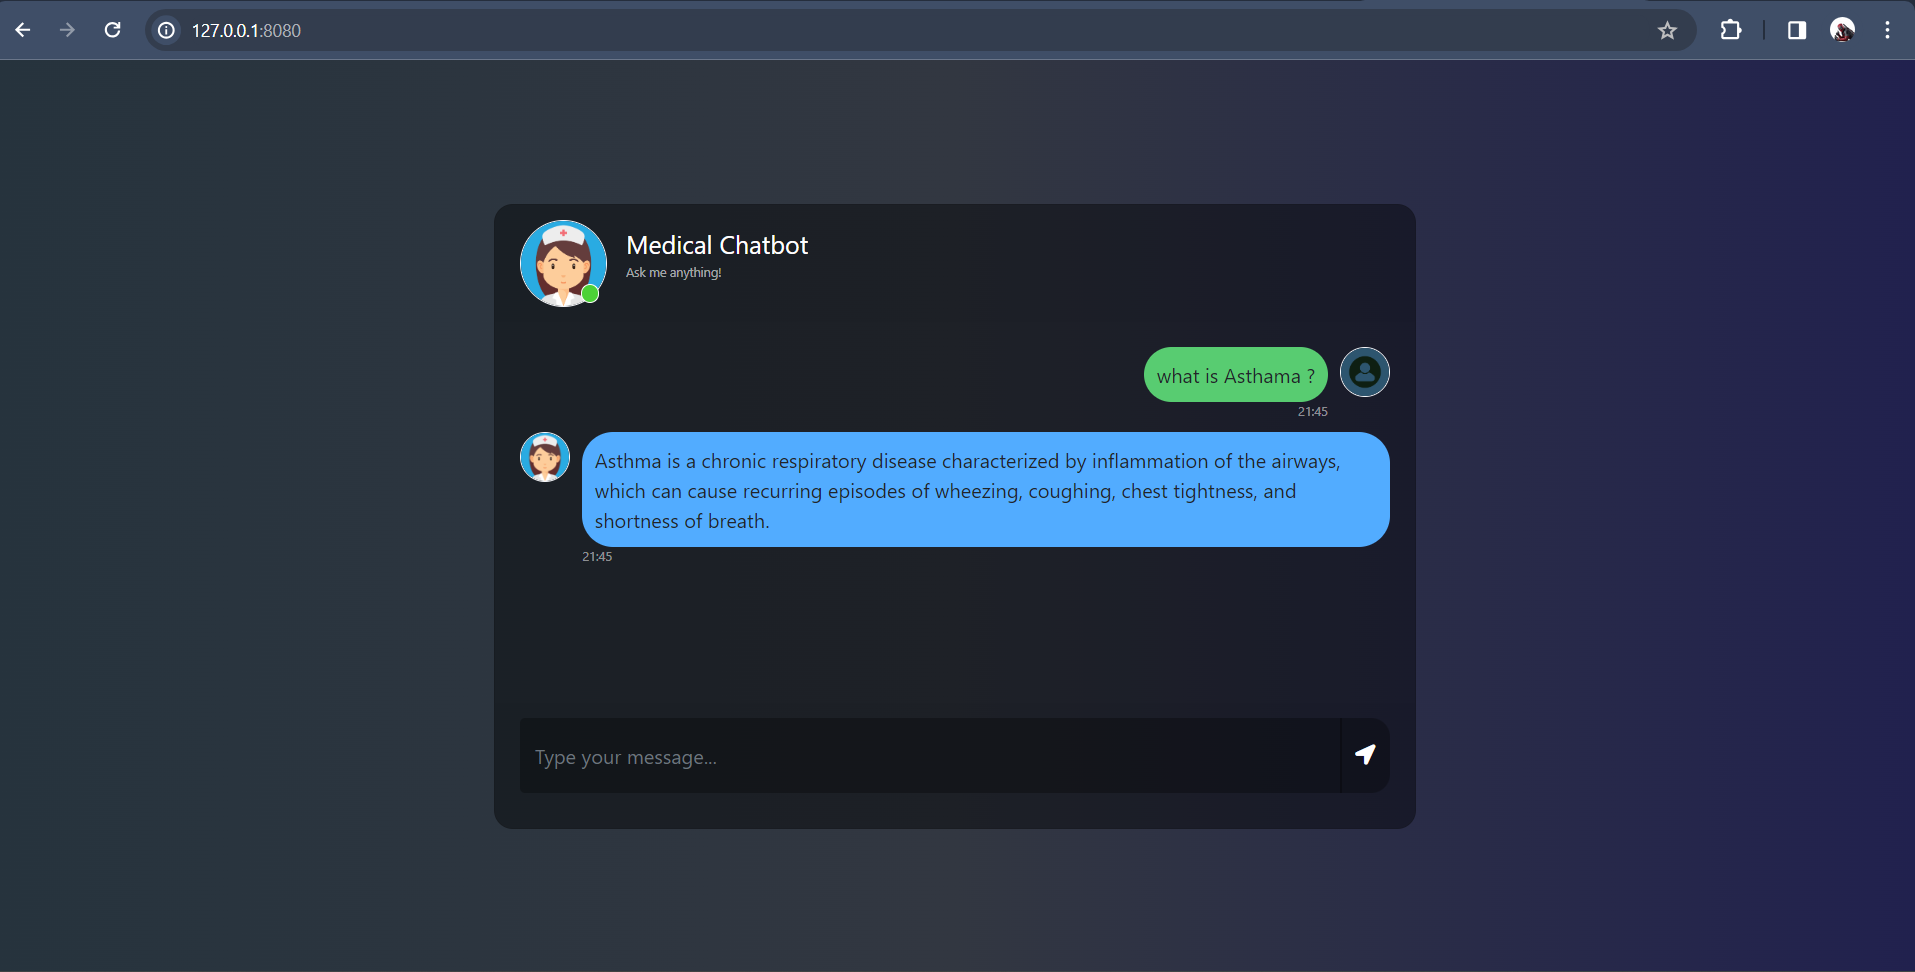 127.0.0.1:8080
Medical Chatbot
Ask me anything!
what is Asthama ?
21:45
Asthma is a chronic respiratory disease characterized by inflammation of the airways,
which can cause recurring episodes of wheezing, coughing, chest tightness, and
shortness of breath.
21:45
Type your message...